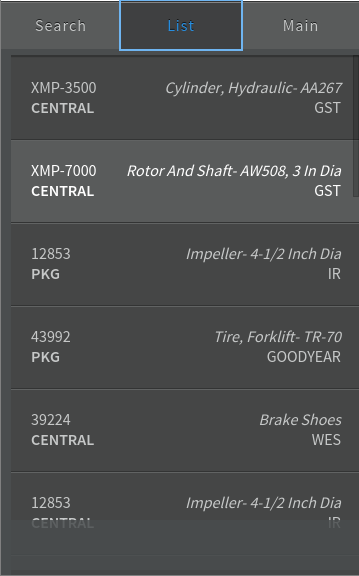 Search List Main
XMP-3500 Cylinder, Hydraulic- AA267
CENTRAL GST
XMP-7000 Rotor And Shaft- AW508, 3 In Dia
CENTRAL GST
12853 Impeller- 4-1/2 Inch Dia
PKG IR
43992 Tire, Forklift- TR-70
PKG GOODYEAR
39224 Brake Shoes
CENTRAL WES
12853 Impeller- 4-1/2 Inch Dia
CENTRAL IR